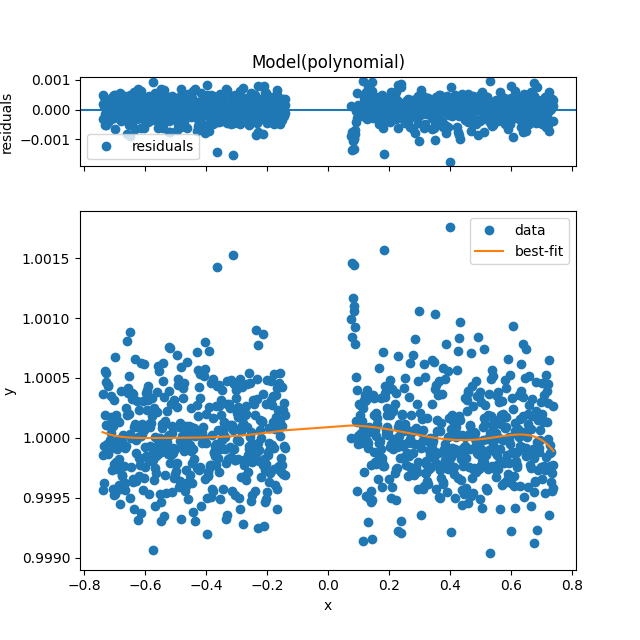 Model(polynomial)
0.001
0.000
−0.001
residuals
residuals
data
best-fit
1.0015
1.0010
1.0005
1.0000
0.9995
0.9990
y
−0.8 −0.6 −0.4 −0.2 0.0 0.2 0.4 0.6 0.8
x